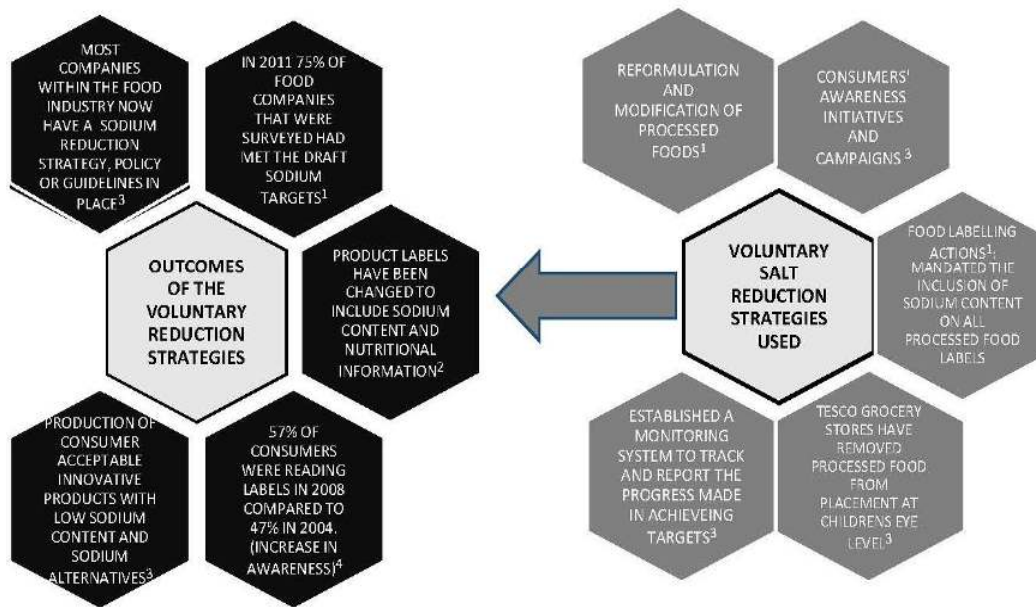 MOST
COMPANIES
WITHIN THE FOOD
INDUSTRY NOW
HAVE A SODIUM
REDUCTION
STRATEGY, POLICY
OR GUIDELINES IN
PLACE3
IN 2011 75% OF
FOOD
COMPANIES
THAT WERE
SURVEYED HAD
MET THE DRAFT
SODIUM
TARGETS1
OUTCOMES
OF THE
VOLUNTARY
REDUCTION
STRATEGIES
PRODUCT LABELS
HAVE BEEN
CHANGED TO
INCLUDE SODIUM
CONTENT AND
NUTRITIONAL
INFORMATION2
PRODUCTION OF
CONSUMER
ACCEPTABLE
INNOVATIVE
PRODUCTS WITH
LOW SODIUM
CONTENT AND
SODIUM
ALTERNATIVES3
57% OF
CONSUMERS
WERE READING
LABELS IN 2008
COMPARED TO
47% IN 2004.
(INCREASE IN
AWARENESS)4
REFORMULATION
AND
MODIFICATION OF
PROCESSED
FOODS1
CONSUMERS'
AWARENESS
INITIATIVES
AND
CAMPAIGNS 3
VOLUNTARY
SALT
REDUCTION
STRATEGIES
USED
FOOD LABELLING
ACTIONS1:
MANDATED THE
INCLUSION OF
SODIUM CONTENT
ON ALL
PROCESSED FOOD
LABELS
ESTABLISHED A
MONITORING
SYSTEM TO TRACK
AND REPORT THE
PROGRESS MADE
IN ACHIEVEING
TARGETS3
TESCO GROCERY
STORES HAVE
REMOVED
PROCESSED FOOD
FROM
PLACEMENT AT
CHILDRENS EYE
LEVEL3